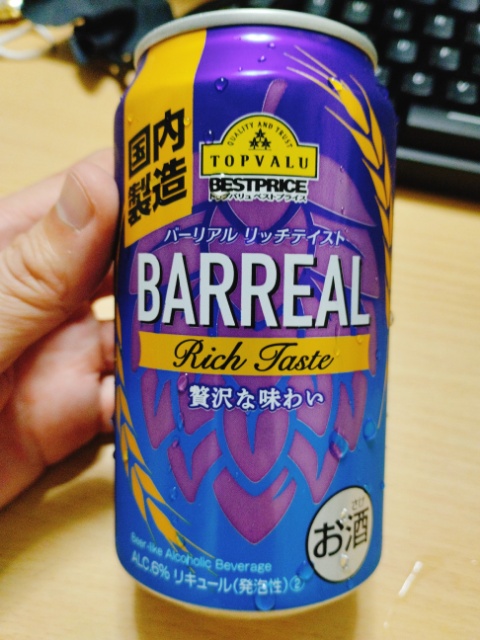 国内
製造
QUALITY AND TRUST
TOPVALU
BESTPRICE
トップバリュベストプライス
バーリアル リッチテイスト
BARREAL
Rich Taste
贅沢な味わい
さけ
お酒
Beer-like Alcoholic Beverage
ALC.6% リキュール(発泡性)②